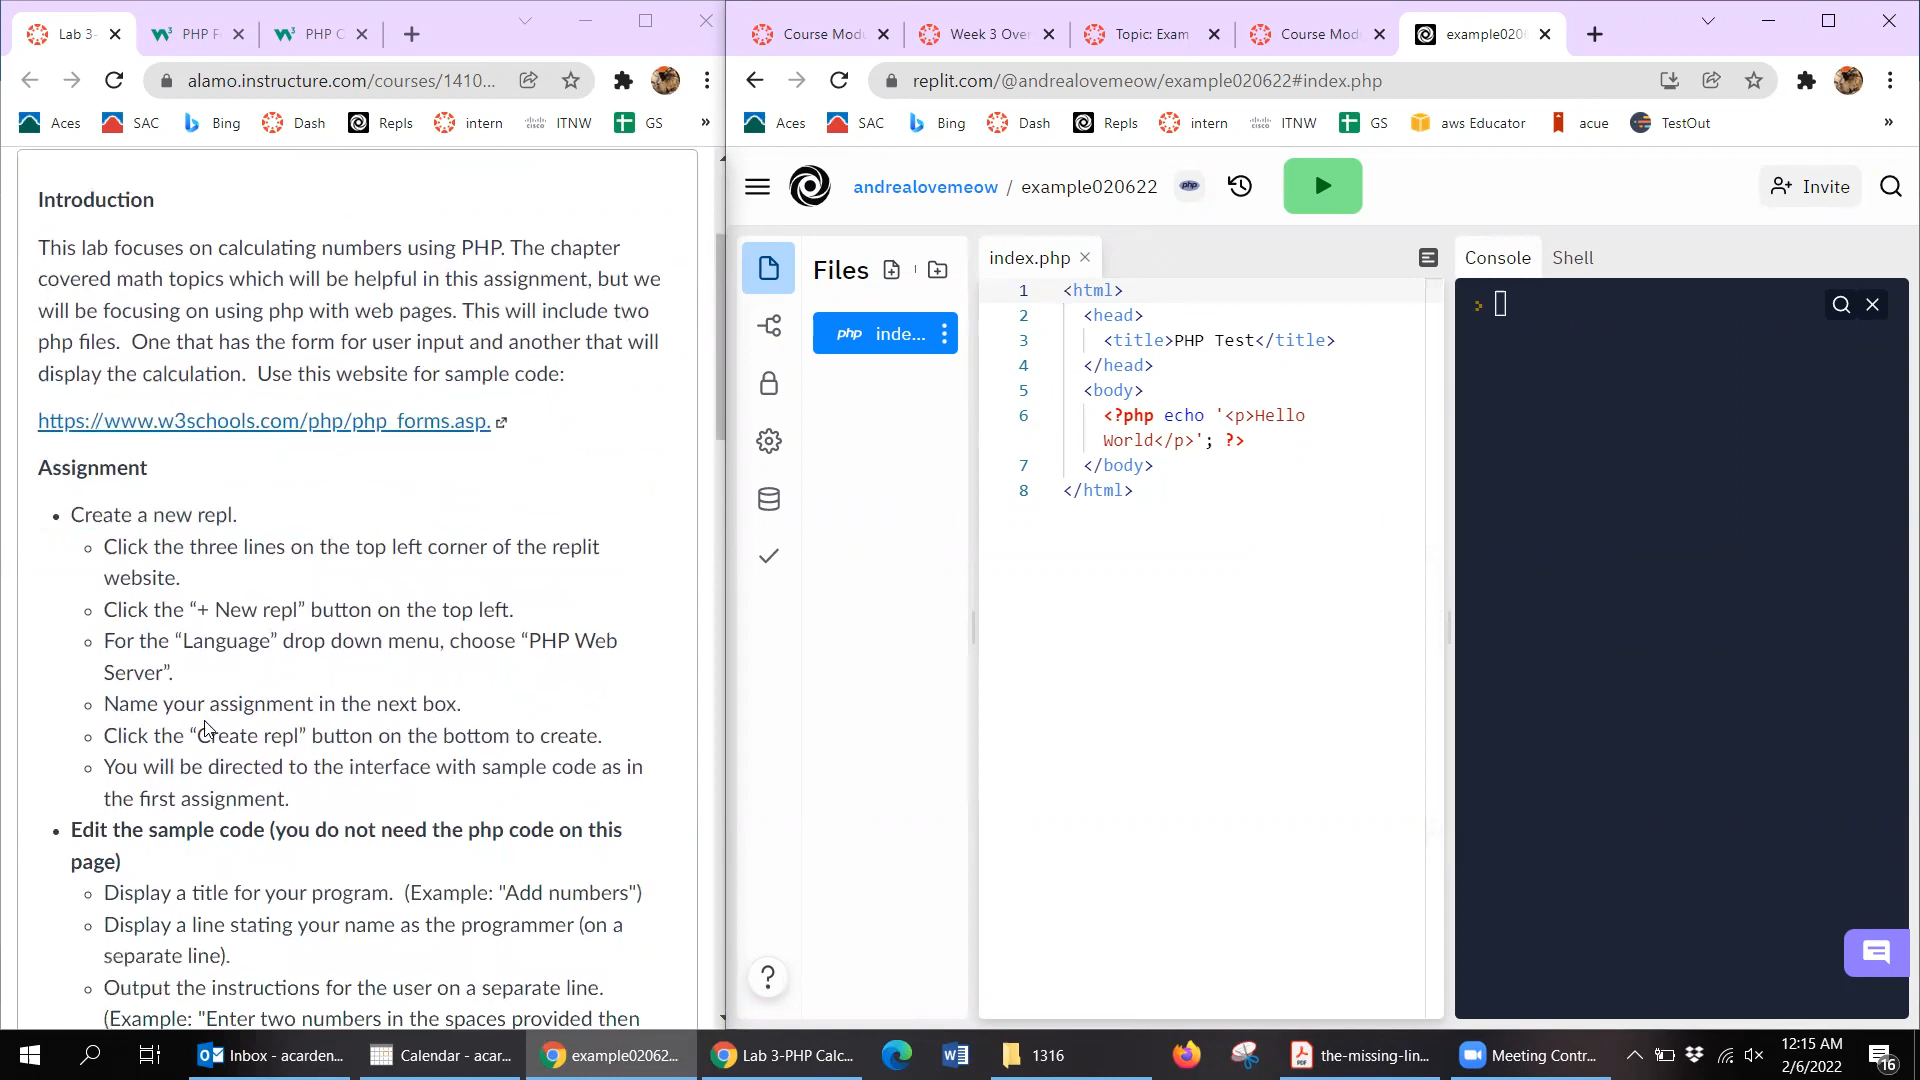 Lab 3-
PHP F
PHP C
alamo.instructure.com/courses/1410...
Aces
SAC
Bing
Dash
Repls
intern
ITNW
GS
»
Introduction
This lab focuses on calculating numbers using PHP. The chapter
covered math topics which will be helpful in this assignment, but we
will be focusing on using php with web pages. This will include two
php files.  One that has the form for user input and another that will
display the calculation.  Use this website for sample code:
https://www.w3schools.com/php/php_forms.asp.
Assignment
• Create a new repl.
◦ Click the three lines on the top left corner of the replit
website.
◦ Click the “+ New repl” button on the top left.
◦ For the “Language” drop down menu, choose “PHP Web
Server”.
◦ Name your assignment in the next box.
◦ Click the “Create repl” button on the bottom to create.
◦ You will be directed to the interface with sample code as in
the first assignment.
• Edit the sample code (you do not need the php code on this
page)
◦ Display a title for your program.  (Example: "Add numbers")
◦ Display a line stating your name as the programmer (on a
separate line).
◦ Output the instructions for the user on a separate line.
(Example: "Enter two numbers in the spaces provided then
Course Modu
Week 3 Over
Topic: Exam
Course Mod
example020
replit.com/@andrealovemeow/example020622#index.php
Aces
SAC
Bing
Dash
Repls
intern
ITNW
GS
aws Educator
acue
TestOut
»
andrealovemeow / example020622
php
Invite
Files
php inde...
index.php
1 <html>
2 <head>
3 <title>PHP Test</title>
4 </head>
5 <body>
6 <?php echo '<p>Hello
World</p>'; ?>
7 </body>
8 </html>
Console
Shell
?
Inbox - acarden...
Calendar - acar...
example02062...
Lab 3-PHP Calc...
1316
the-missing-lin...
Meeting Contr...
12:15 AM
2/6/2022
16